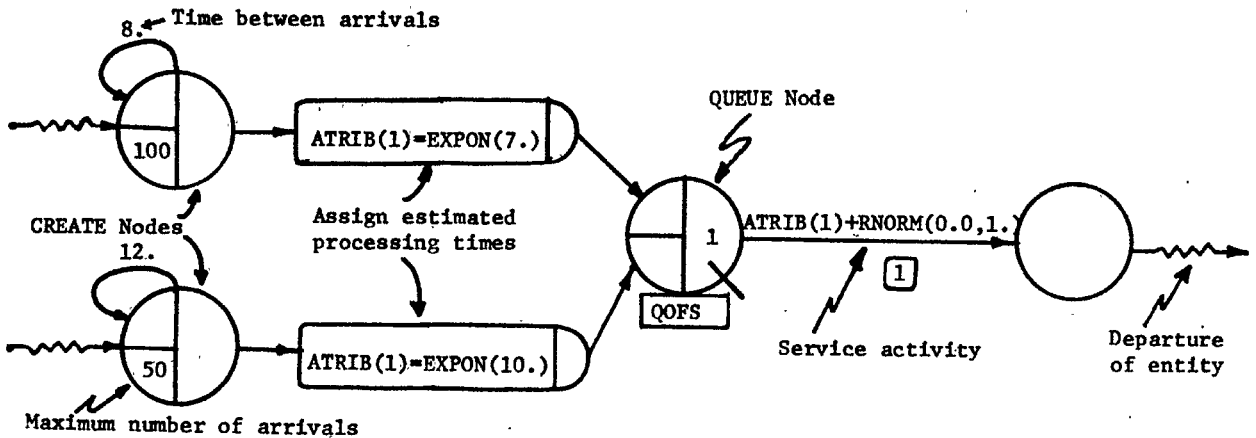 8.
Time between arrivals
100
ATRIB(1)=EXPON(7.)
QUEUE Node
CREATE Nodes
Assign estimated
processing times
12.
50
ATRIB(1)=EXPON(10.)
Maximum number of arrivals
1
QOFS
ATRIB(1)+RNORM(0.0,1.)
1
Service activity
Departure
of entity